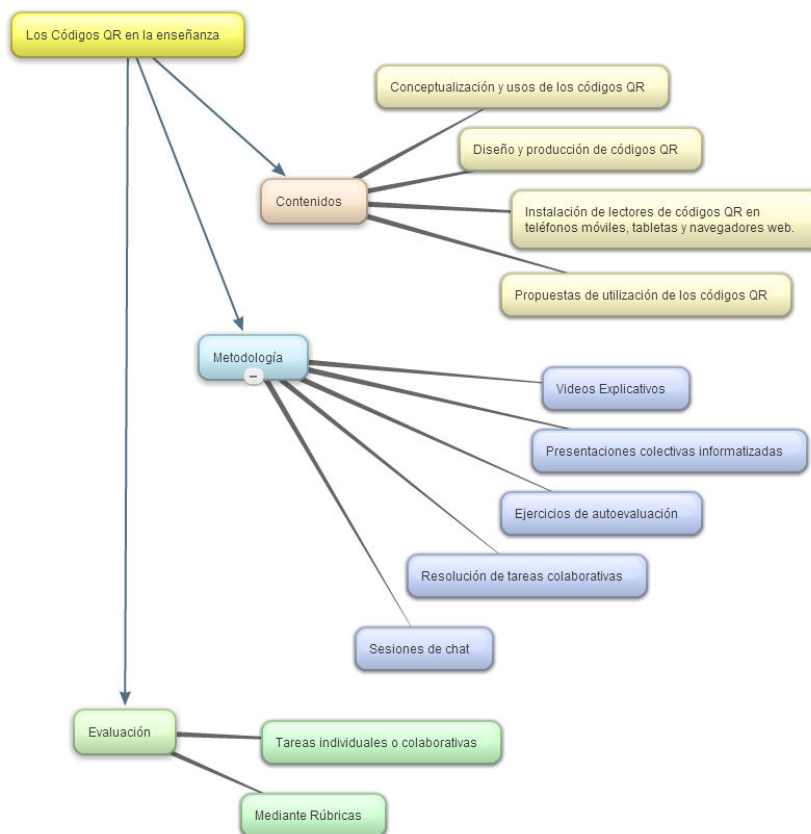 Los Códigos QR en la enseñanza
Conceptualización y usos de los códigos QR
Diseño y producción de códigos QR
Contenidos
Instalación de lectores de códigos QR en
teléfonos móviles, tabletas y navegadores web.
Propuestas de utilización de los códigos QR
Metodología
Videos Explicativos
Presentaciones colectivas informatizadas
Ejercicios de autoevaluación
Resolución de tareas colaborativas
Sesiones de chat
Evaluación
Tareas individuales o colaborativas
Mediante Rúbricas